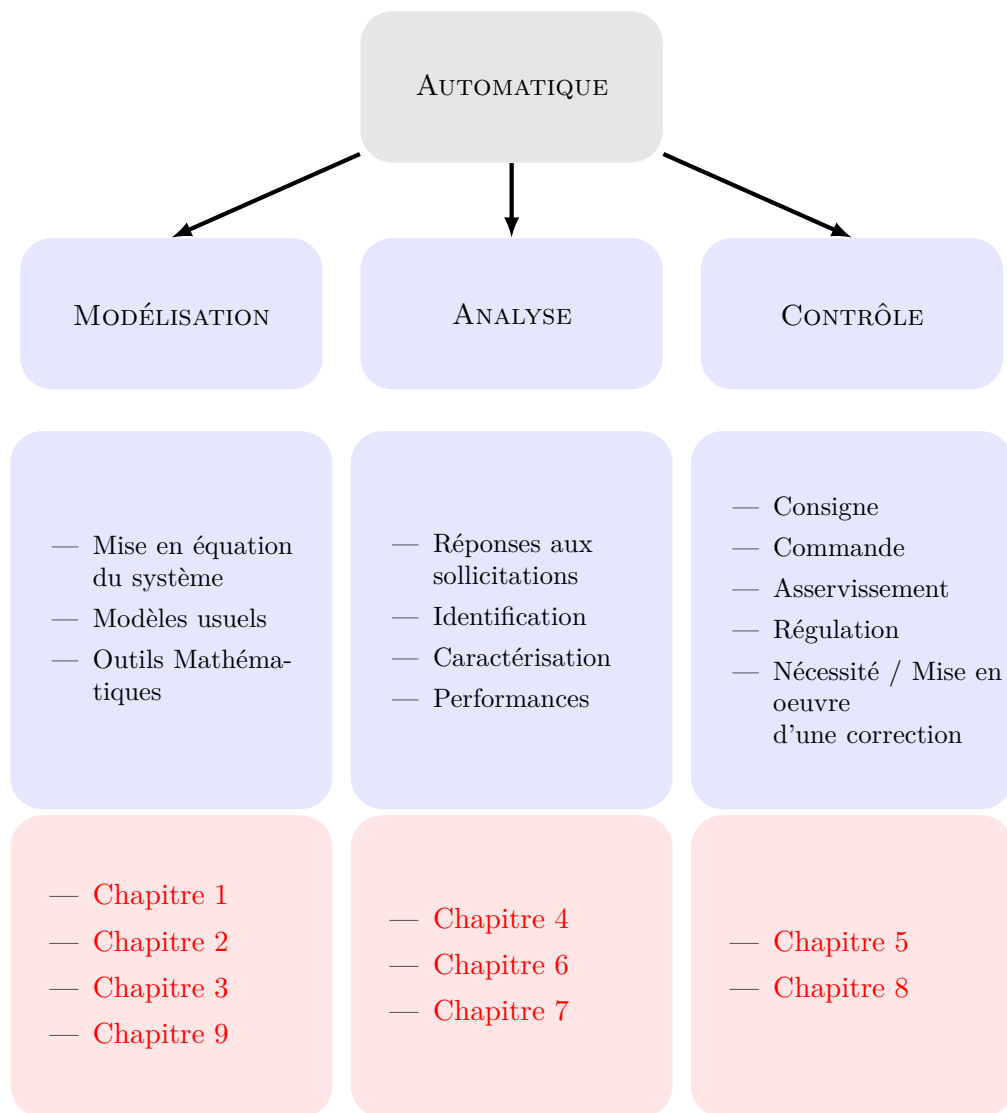 AUTOMATIQUE
MODÉLISATION
ANALYSE
CONTRÔLE
— Mise en équation
du système
— Modèles usuels
— Outils Mathéma-
tiques
— Réponses aux
sollicitations
— Identification
— Caractérisation
— Performances
— Consigne
— Commande
— Asservissement
— Régulation
— Nécessité / Mise en
oeuvre
d'une correction
— Chapitre 1
— Chapitre 2
— Chapitre 3
— Chapitre 9
— Chapitre 4
— Chapitre 6
— Chapitre 7
— Chapitre 5
— Chapitre 8